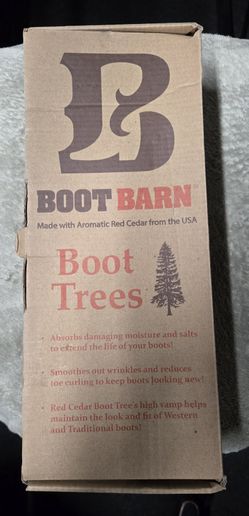 B
BOOT BARN
Made with Aromatic Red Cedar from the USA
Boot
Trees
• Absorbs damaging moisture and salts
to extend the life of your boots!
• Smoothes out wrinkles and reduces
toe curling to keep boots looking new!
• Red Cedar Boot Tree's high vamp helps
maintain the look and fit of Western
and Traditional boots!